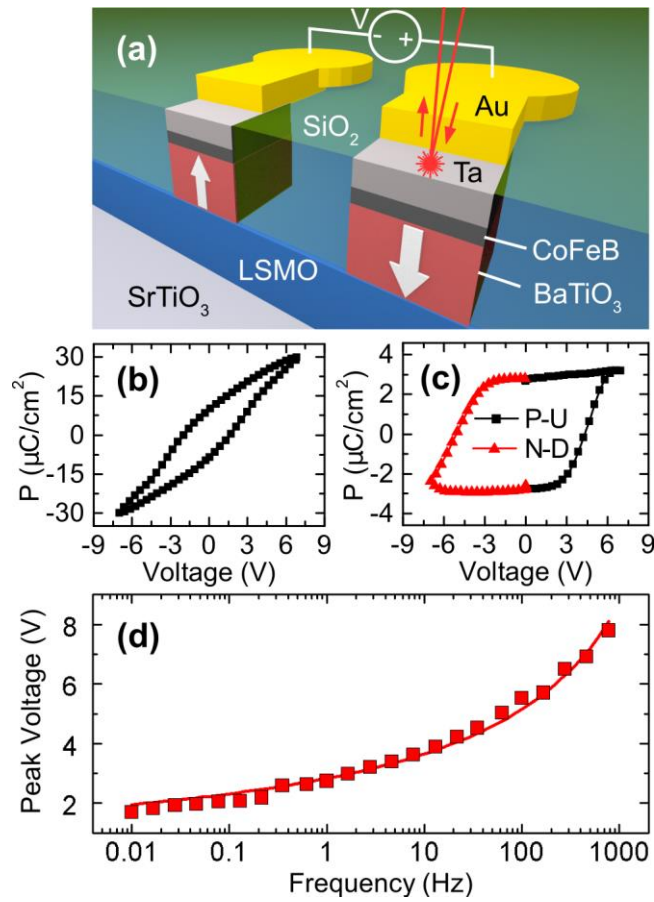 (a)
V
-
+
Au
SiO2
Ta
CoFeB
LSMO
BaTiO3
SrTiO3
(b)
P (μC/cm²)
30
15
0
-15
-30
-9 -6 -3 0 3 6 9
Voltage (V)
(c)
P (μC/cm²)
4
2
0
-2
-4
P-U
N-D
-9 -6 -3 0 3 6 9
Voltage (V)
(d)
Peak Voltage (V)
8
6
4
2
0.01 0.1 1 10 100 1000
Frequency (Hz)